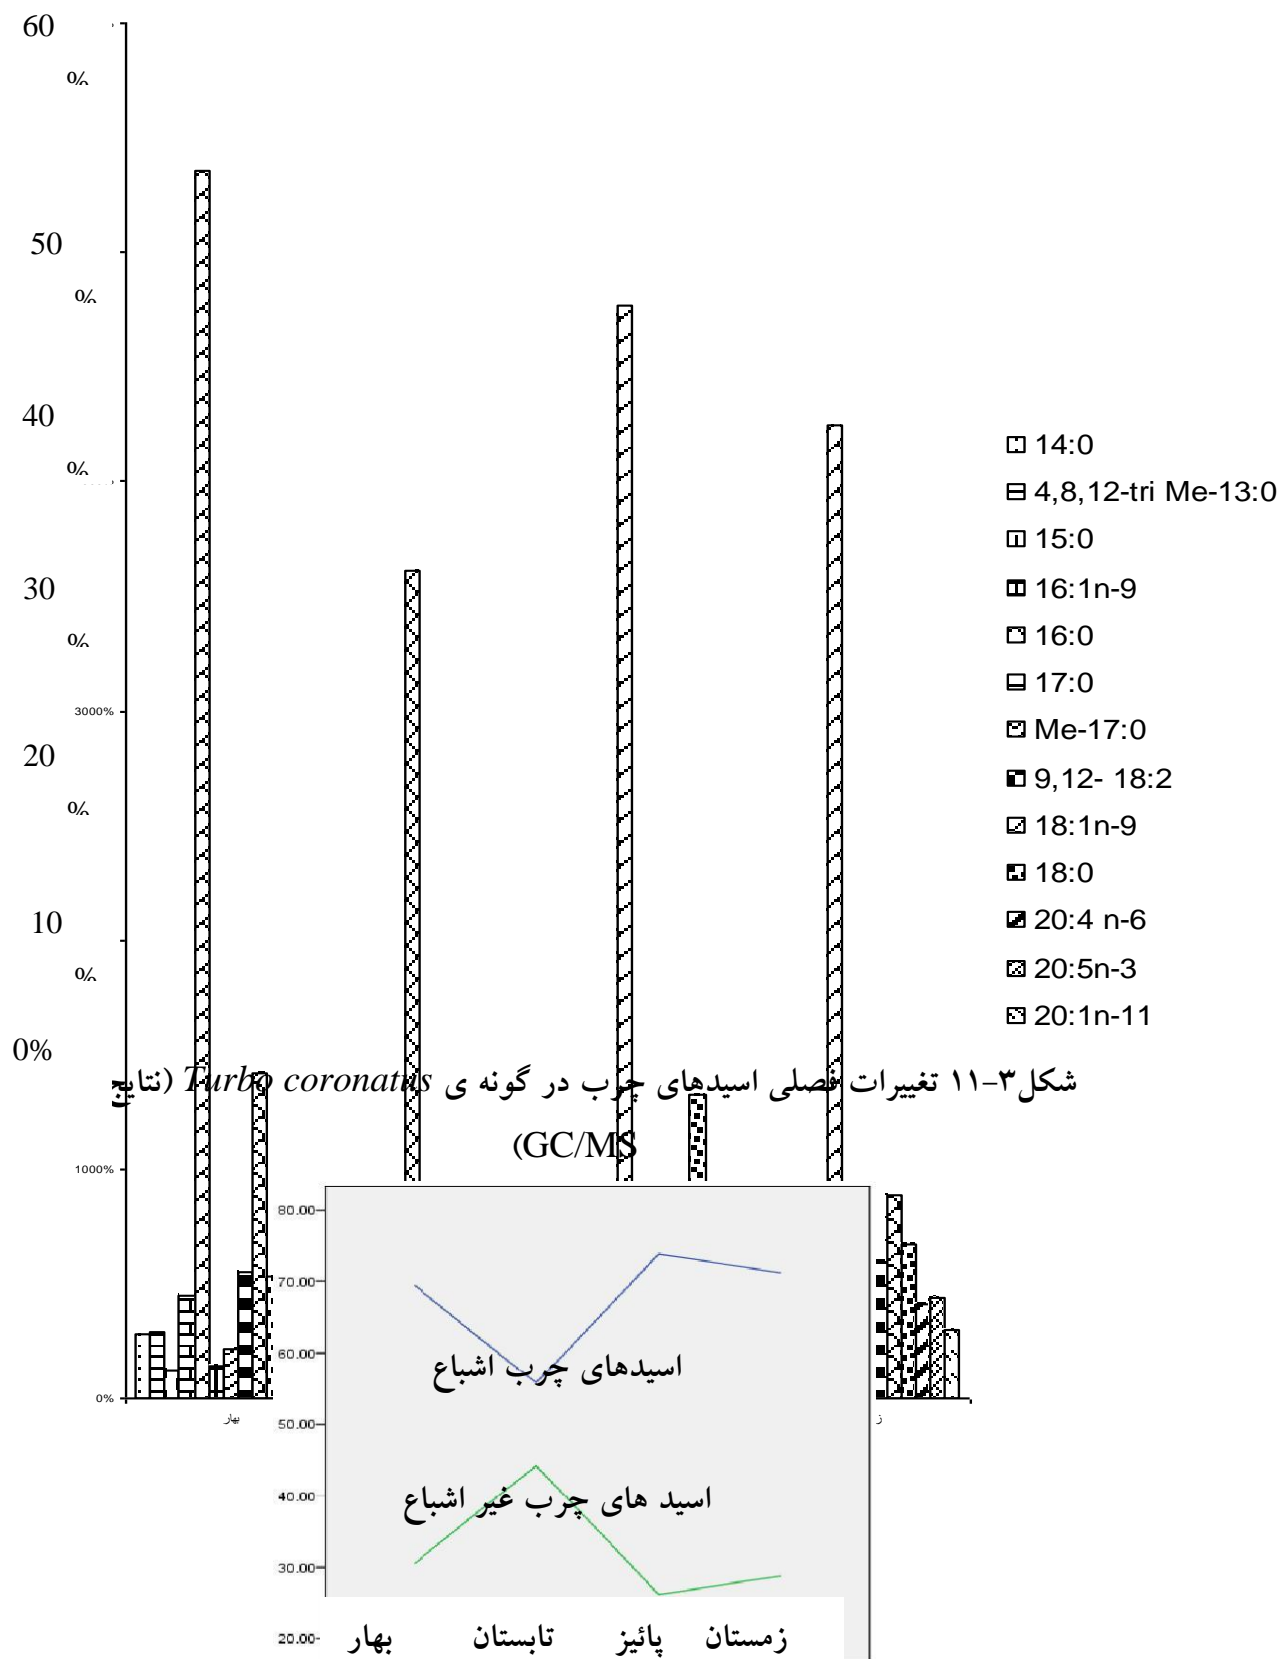 60
%
50
%
40
%
30
%
3000%
20
%
10
%
0%
1000%
0%
بهار
ز
14:0
4,8,12-tri Me-13:0
15:0
16:1n-9
16:0
17:0
Me-17:0
9,12- 18:2
18:1n-9
18:0
20:4 n-6
20:5n-3
20:1n-11
شکل۳-۱۱ تغییرات فصلی اسیدهای چرب در گونه ی Turbo coronatus (نتایج
GC/MS)
80.00
70.00
60.00
50.00
40.00
30.00
20.00
اسیدهای چرب اشباع
اسید های چرب غیر اشباع
بهار تابستان پائیز زمستان